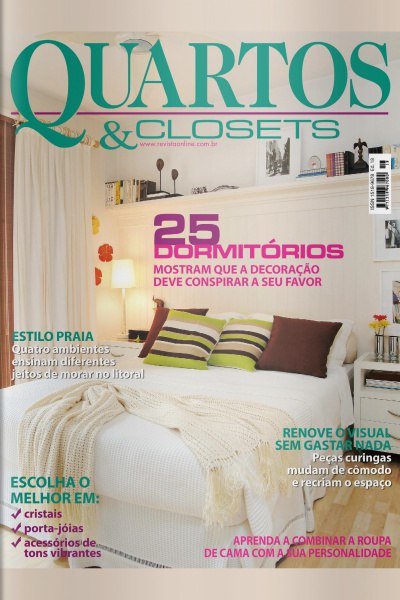 QUARTOS
& CLOSETS
www.revistaonline.com.br
25
DORMITÓRIOS
MOSTRAM QUE A DECORAÇÃO
DEVE CONSPIRAR A SEU FAVOR
ESTILO PRAIA
Quatro ambientes
ensinam diferentes
jeitos de morar no litoral
RENOVE O VISUAL
SEM GASTAR NADA
Peças curingas
mudam de cômodo
e recriam o espaço
ESCOLHA O
MELHOR EM:
cristais
porta-jóias
acessórios de
tons vibrantes
APRENDA A COMBINAR A ROUPA
DE CAMA COM A SUA PERSONALIDADE